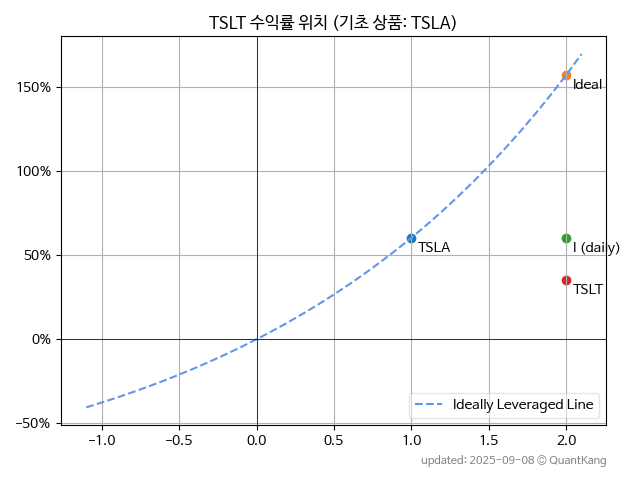 TSLT 수익률 위치 (기초 상품: TSLA)
150%
100%
50%
0%
−50%
Ideal
TSLA
I (daily)
TSLT
Ideally Leveraged Line
−1.0 −0.5 0.0 0.5 1.0 1.5 2.0
updated: 2025-09-08 © QuantKang